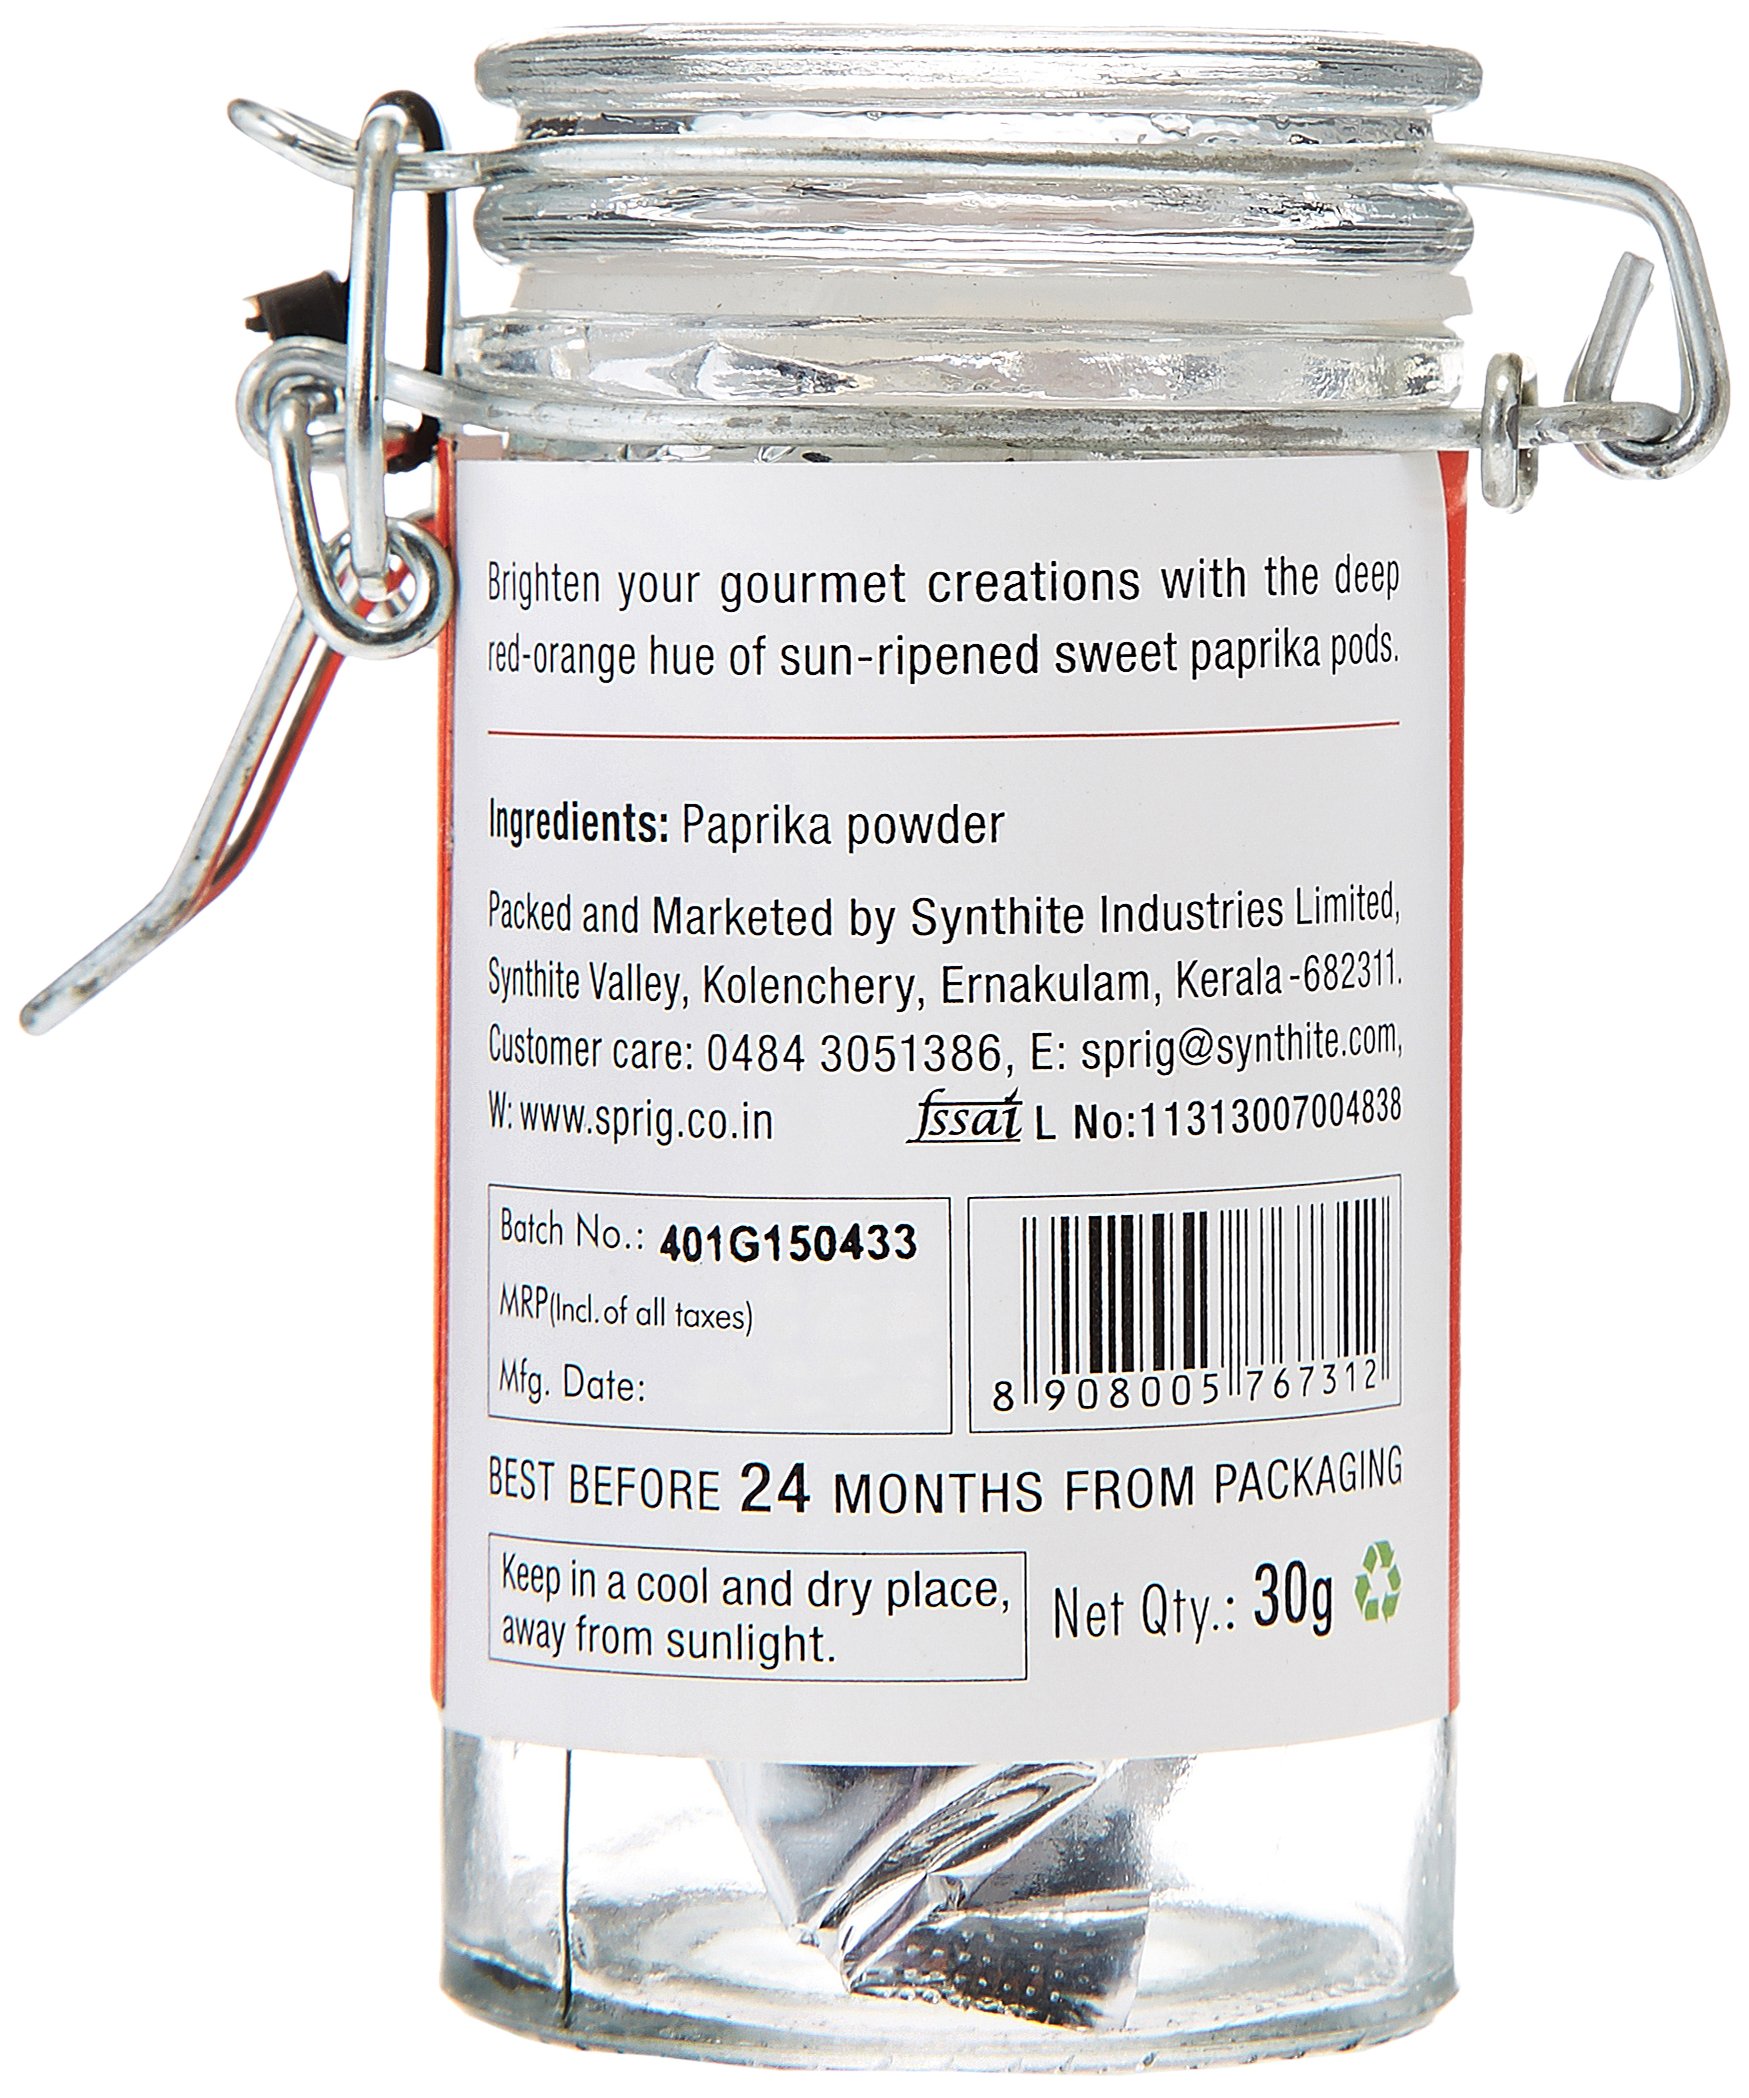 Brighten your gourmet creations with the deep
red-orange hue of sun-ripened sweet paprika pods.
Ingredients: Paprika powder
Packed and Marketed by Synthite Industries Limited,
Synthite Valley, Kolenchery, Ernakulam, Kerala-682311.
Customer care: 0484 3051386, E: sprig@synthite.com,
W: www.sprig.co.in fssai L No:11313007004838
Batch No.: 401G150433
MRP(Incl.of all taxes)
Mfg. Date:
8 908005 767312
BEST BEFORE 24 MONTHS FROM PACKAGING
Keep in a cool and dry place,
away from sunlight.
Net Qty.: 30g